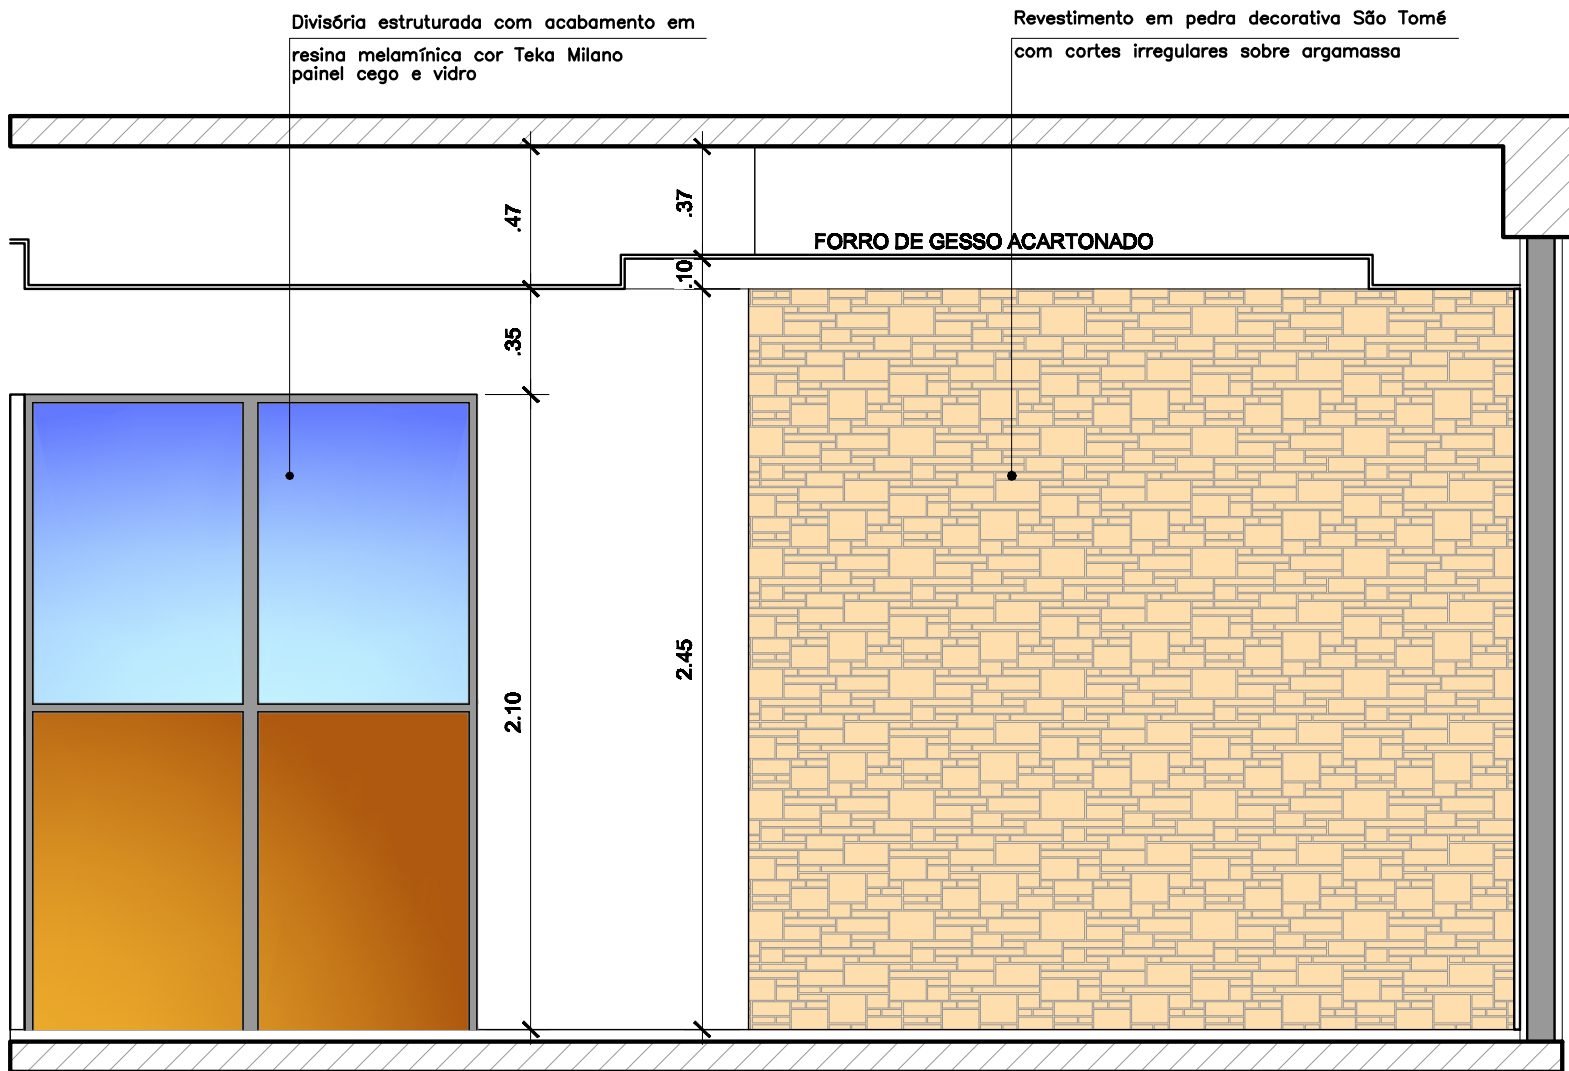 Divisória estruturada com acabamento em
resina melamínica cor Teka Milano
painel cego e vidro
Revestimento em pedra decorativa São Tomé
com cortes irregulares sobre argamassa
.47
.37
FORRO DE GESSO ACARTONADO
.10
.35
2.45
2.10